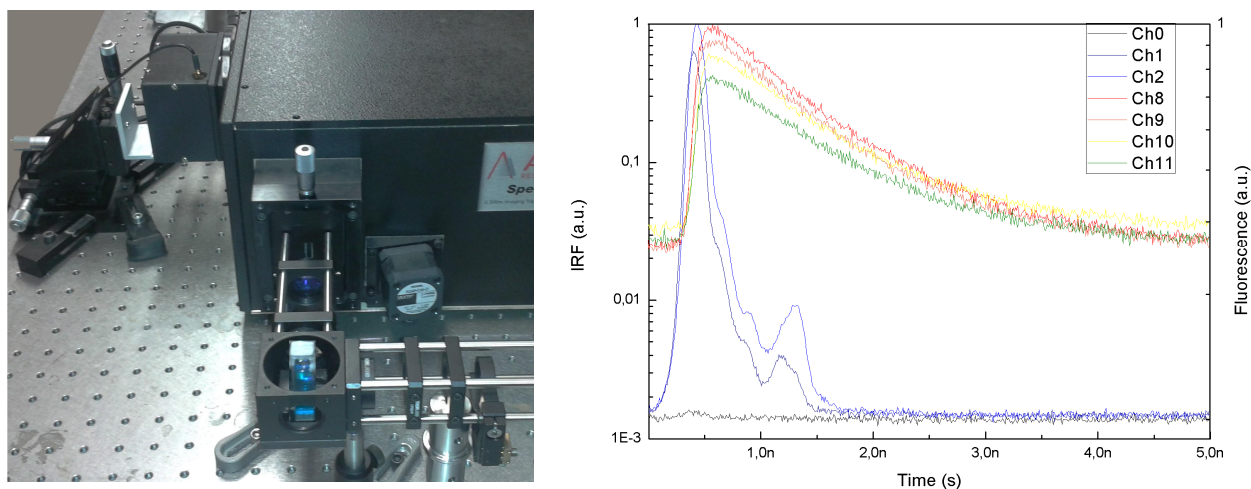 A
Spe
1
1
0,1
0,01
1E-3
IRF (a.u.)
Fluorescence (a.u.)
Ch0
Ch1
Ch2
Ch8
Ch9
Ch10
Ch11
1,0n
2,0n
3,0n
4,0n
5,0n
Time (s)